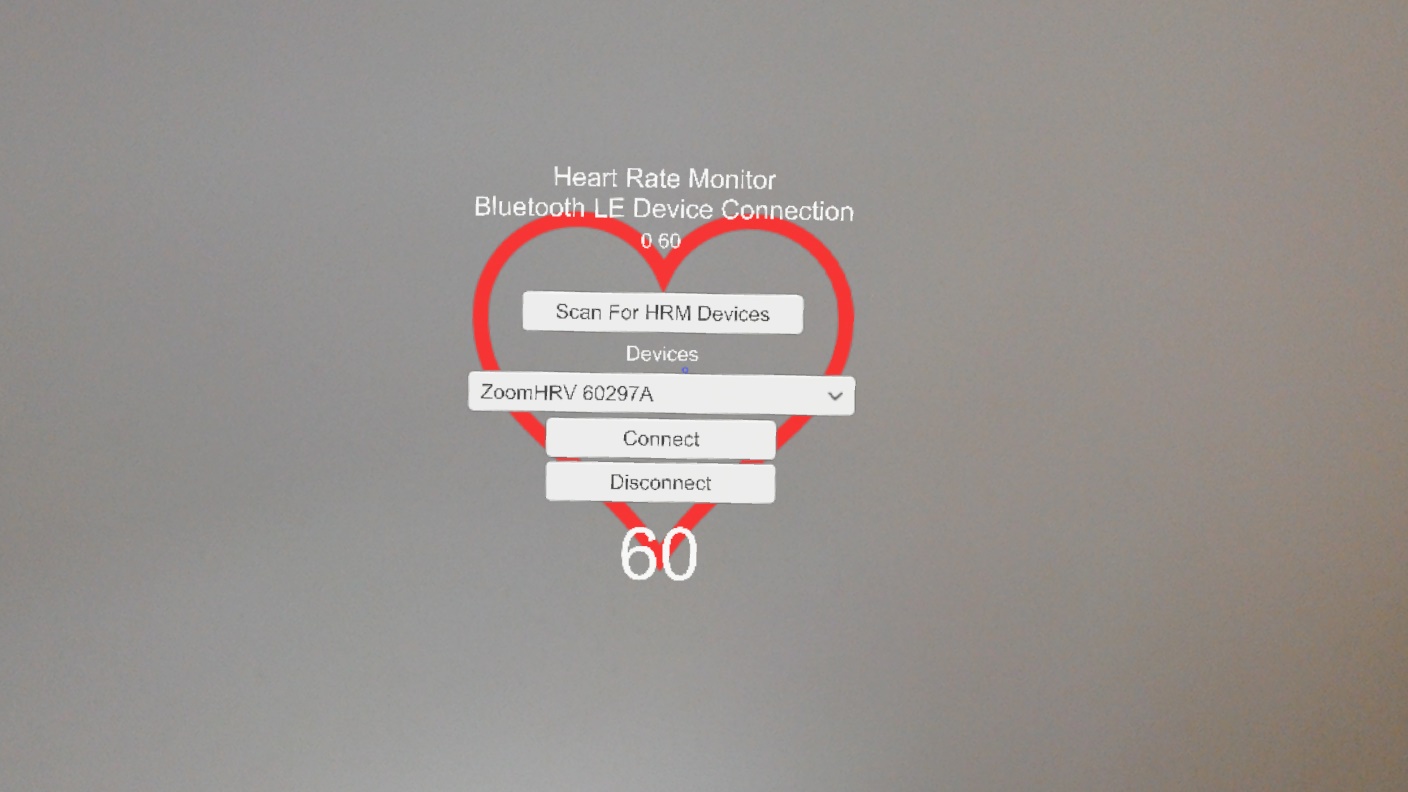 Heart Rate Monitor
Bluetooth LE Device Connection
0 60
Scan For HRM Devices
Devices
ZoomHRV 60297A
Connect
Disconnect
60